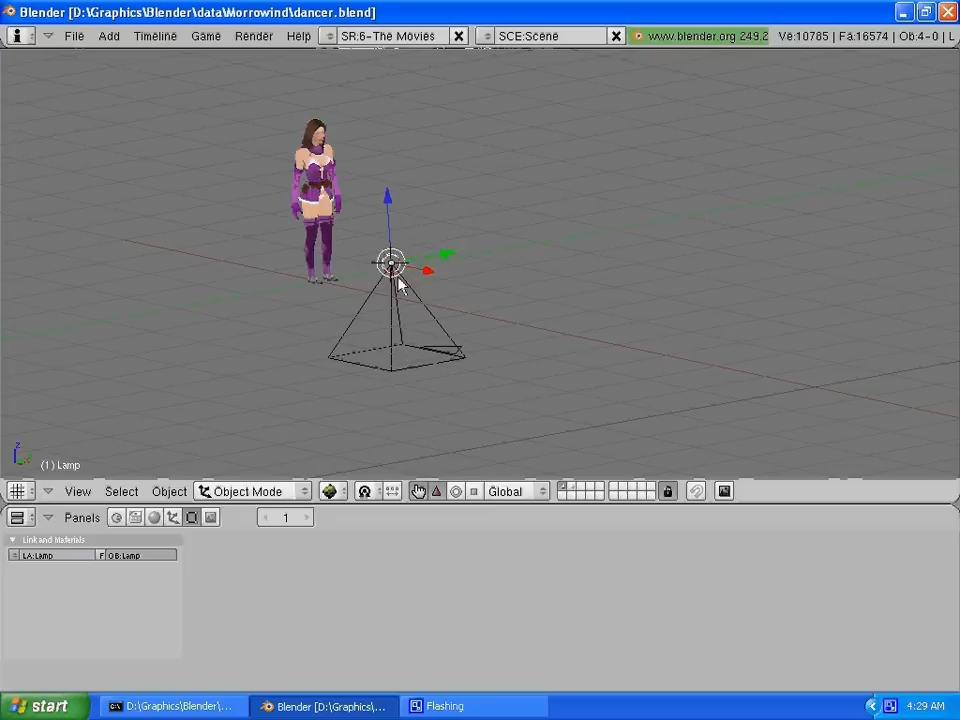 Blender [D:\Graphics\Blender\data\Morrowind\dancer.blend]
File Add Timeline Game Render Help SR:6-The Movies SCE:Scene www.blender.org 249.2 Ve:10785 | Fa:16574 | Ob:4-0 | L
z
(1) Lamp
View Select Object Object Mode Global
Panels 1
Link and Materials
LA:Lamp F OB:Lamp
start D:\Graphics\Blender\... Blender [D:\Graphics\... Flashing 4:29 AM